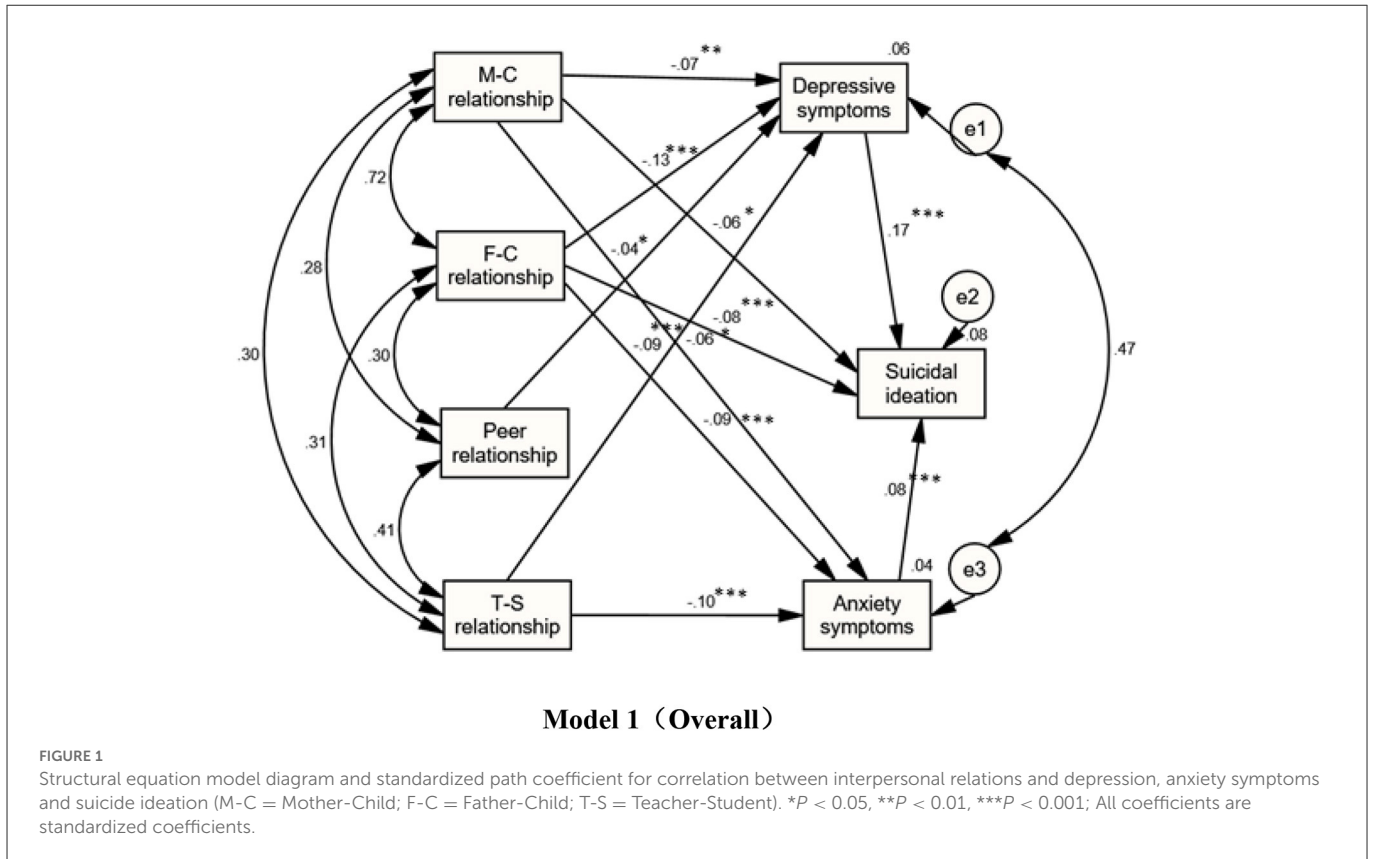 -.07 **
.06
M-C
relationship
Depressive
symptoms
e1
.72
-.13 ***
-.06 *
.17 ***
F-C
relationship
-.04 *
.28
-.08 ***
e2
.08
***
-.09
-.06 *
.30
.30
.47
Suicidal
ideation
Peer
relationship
-.09 ***
.31
.08 ***
.41
.04
e3
T-S
relationship
-.10 ***
Anxiety
symptoms
Model 1（Overall）
FIGURE 1
Structural equation model diagram and standardized path coefficient for correlation between interpersonal relations and depression, anxiety symptoms
and suicide ideation (M-C = Mother-Child; F-C = Father-Child; T-S = Teacher-Student). *P < 0.05, **P < 0.01, ***P < 0.001; All coefficients are
standardized coefficients.